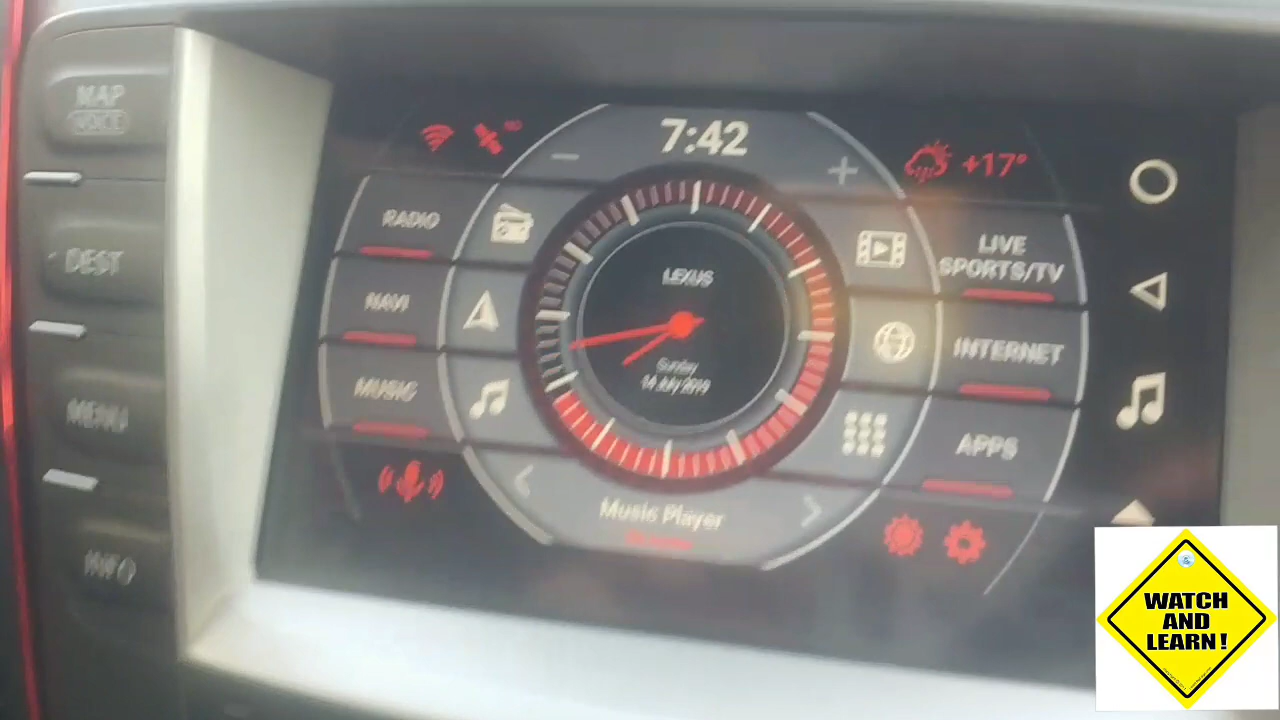 MAP
VOICE
DEST
MENU
INFO
7:42
+17°
RADIO
NAVI
MUSIC
LEXUS
Sunday
14 July 2019
LIVE
SPORTS/TV
INTERNET
APPS
Music Player
WATCH
AND
LEARN!